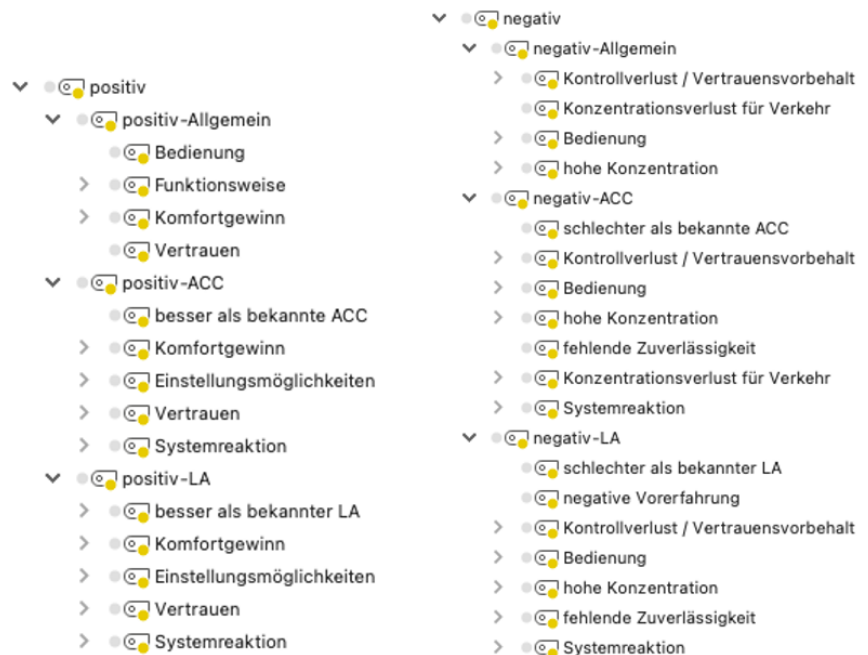 positiv
positiv-Allgemein
Bedienung
Funktionsweise
Komfortgewinn
Vertrauen
positiv-ACC
besser als bekannte ACC
Komfortgewinn
Einstellungsmöglichkeiten
Vertrauen
Systemreaktion
positiv-LA
besser als bekannter LA
Komfortgewinn
Einstellungsmöglichkeiten
Vertrauen
Systemreaktion
negativ
negativ-Allgemein
Kontrollverlust / Vertrauensvorbehalt
Konzentrationsverlust für Verkehr
Bedienung
hohe Konzentration
negativ-ACC
schlechter als bekannte ACC
Kontrollverlust / Vertrauensvorbehalt
Bedienung
hohe Konzentration
fehlende Zuverlässigkeit
Konzentrationsverlust für Verkehr
Systemreaktion
negativ-LA
schlechter als bekannter LA
negative Vorerfahrung
Kontrollverlust / Vertrauensvorbehalt
Bedienung
hohe Konzentration
fehlende Zuverlässigkeit
Systemreaktion